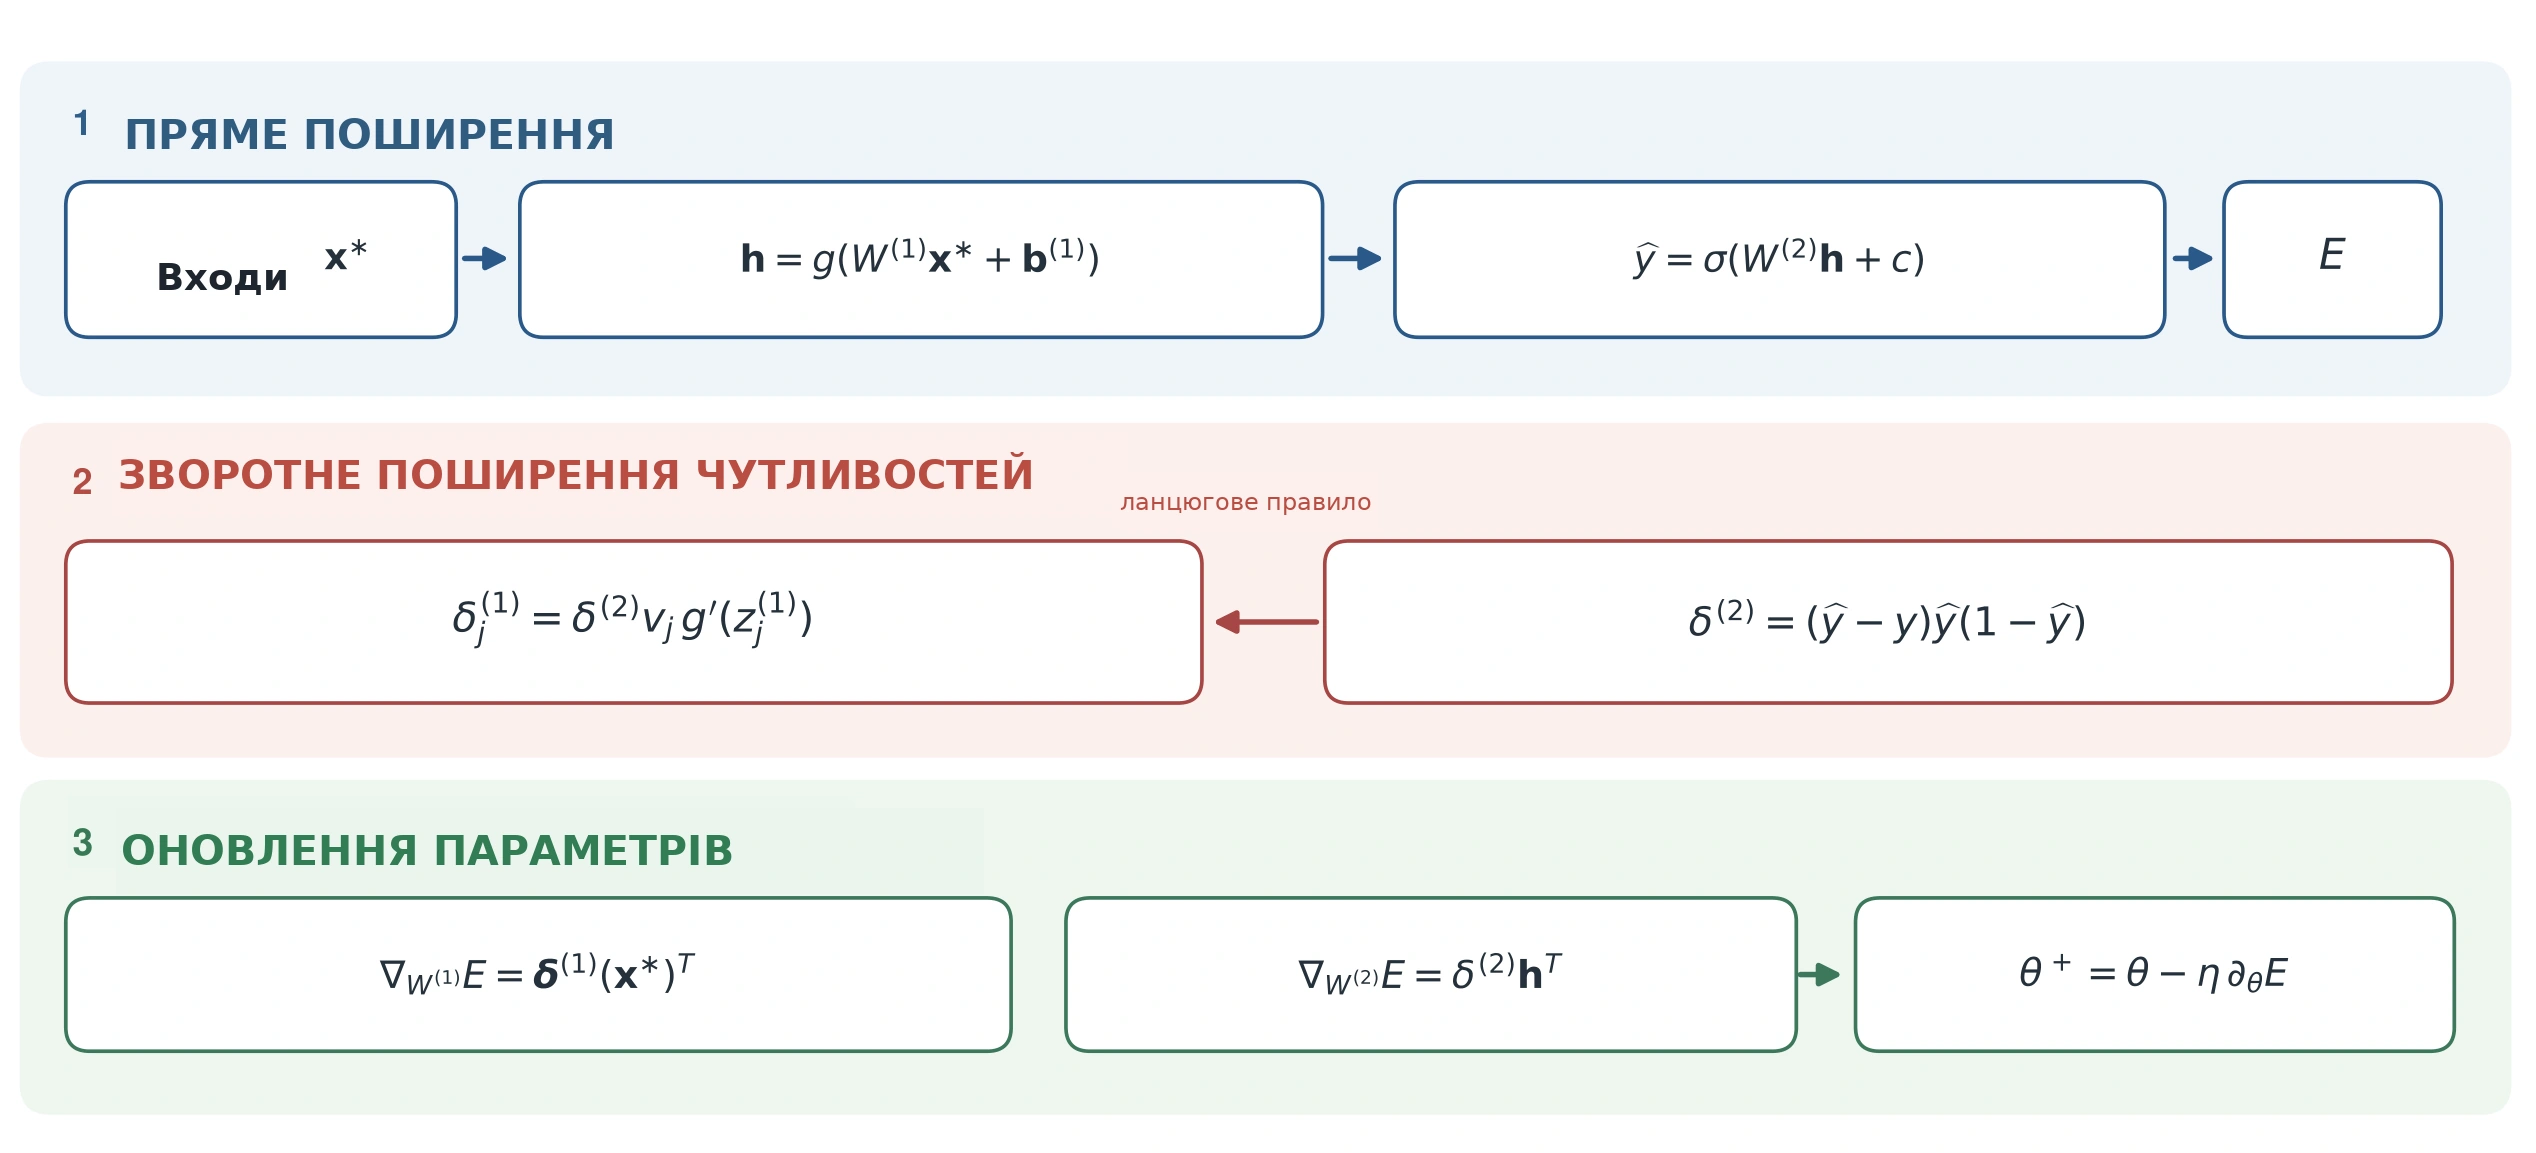 1 ПРЯМЕ ПОШИРЕННЯ
Входи x*
h = g(W⁽¹⁾x* + b⁽¹⁾)
ŷ = σ(W⁽²⁾h + c)
E
2 ЗВОРОТНЕ ПОШИРЕННЯ ЧУТЛИВОСТЕЙ
ланцюгове правило
δ_j⁽¹⁾ = δ⁽²⁾v_j g′(z_j⁽¹⁾)
δ⁽²⁾ = (ŷ − y)ŷ(1 − ŷ)
3 ОНОВЛЕННЯ ПАРАМЕТРІВ
∇_W⁽¹⁾ E = δ⁽¹⁾(x*)ᵀ
∇_W⁽²⁾ E = δ⁽²⁾hᵀ
θ⁺ = θ − η ∂_θE